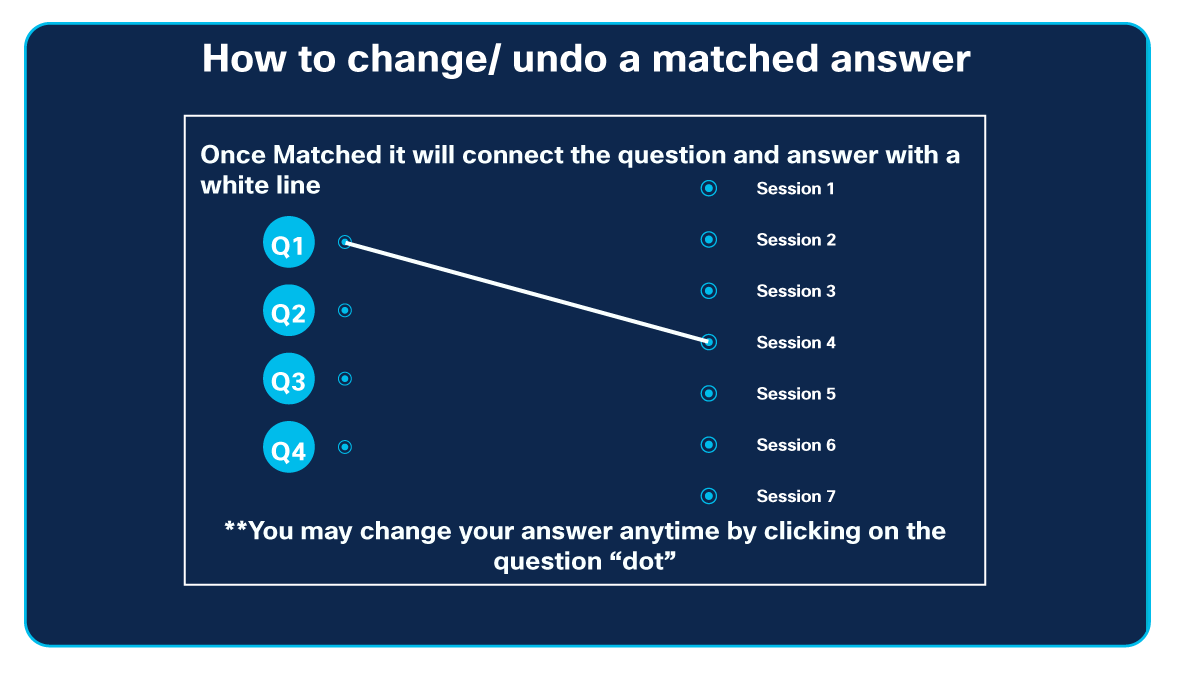 How to change/ undo a matched answer
Once Matched it will connect the question and answer with a
white line
Session 1
Q1
Session 2
Session 3
Q2
Session 4
Q3
Session 5
Q4
Session 6
Session 7
**You may change your answer anytime by clicking on the
question “dot”